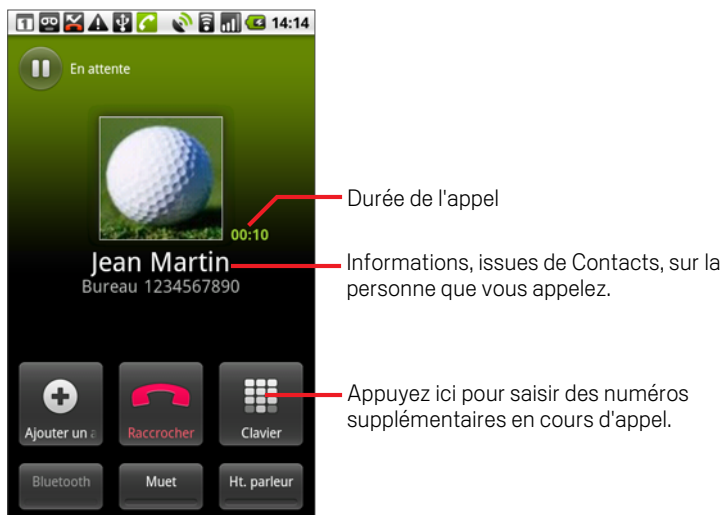 1 14:14
En attente
00:10
Durée de l'appel
Jean Martin
Bureau 1234567890
Informations, issues de Contacts, sur la
personne que vous appelez.
Ajouter un a
Raccrocher
Clavier
Appuyez ici pour saisir des numéros
supplémentaires en cours d'appel.
Bluetooth
Muet
Ht. parleur